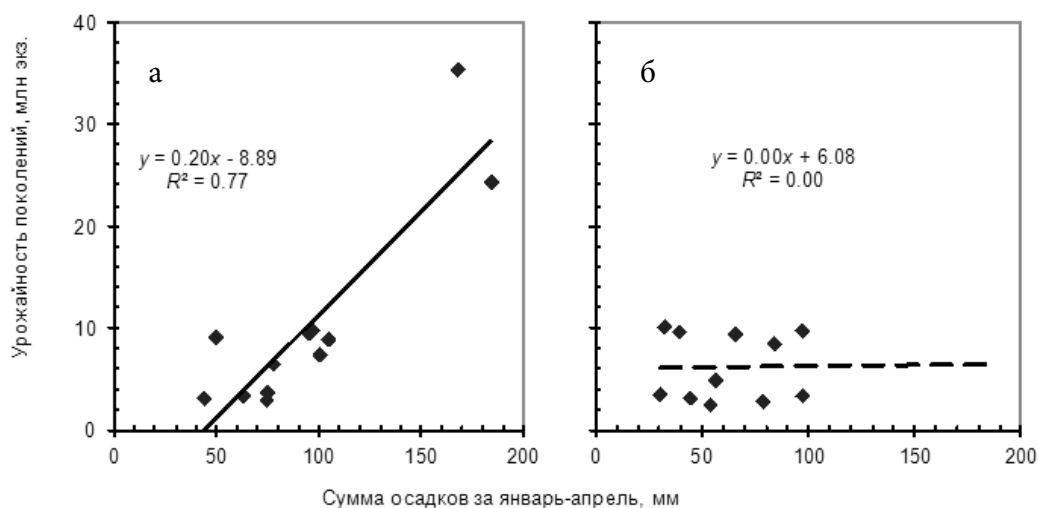 Урожайность поколений, млн экз.
40
30
20
10
0
а
y = 0.20x - 8.89
R² = 0.77
0 50 100 150 200
б
y = 0.00x + 6.08
R² = 0.00
0 50 100 150 200
Сумма осадков за январь-апрель, мм